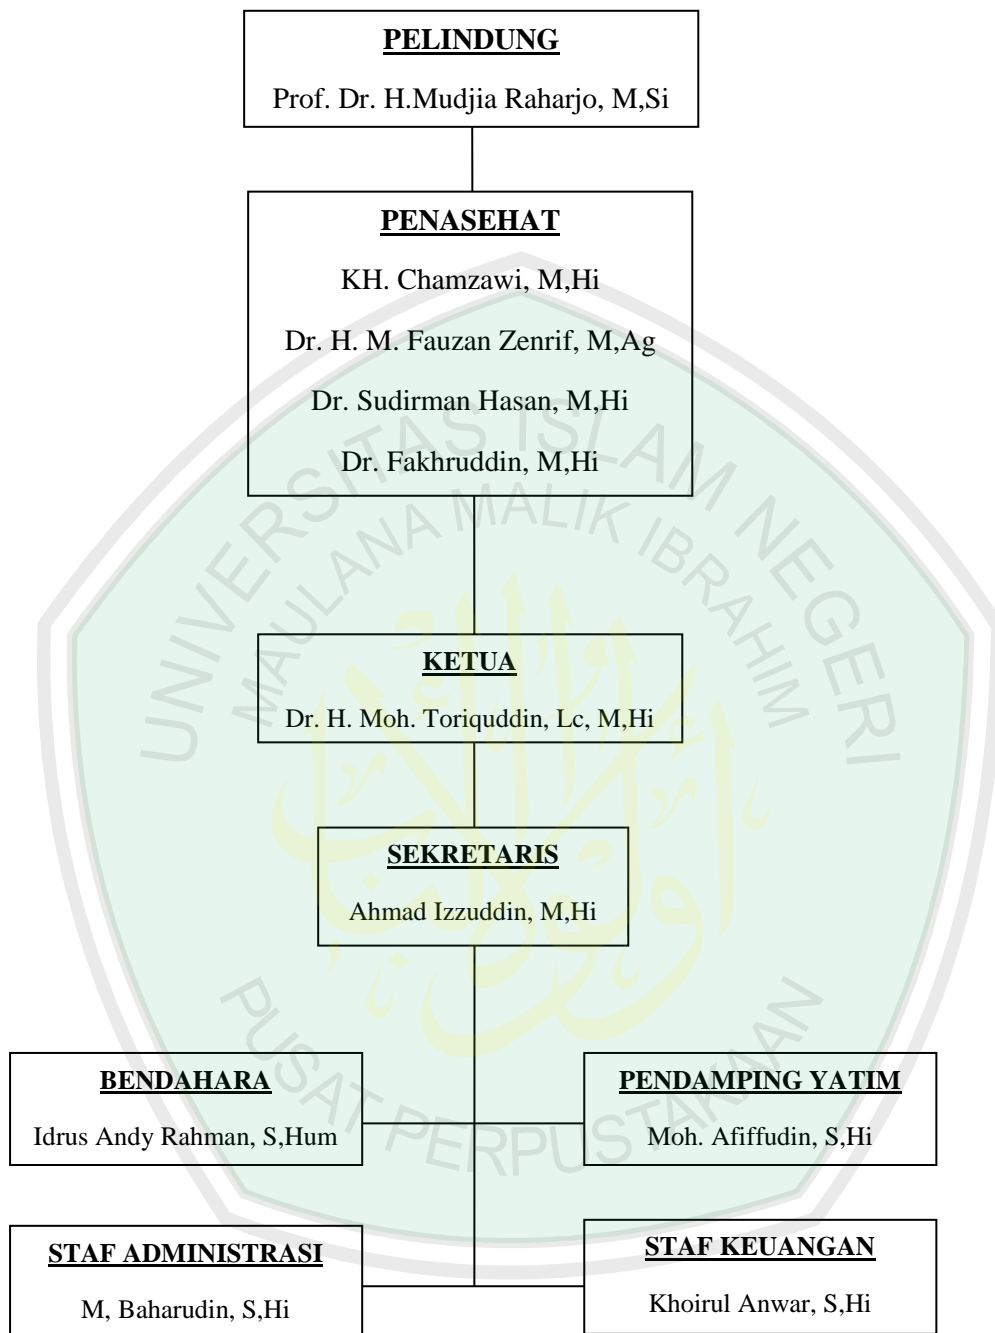 PELINDUNG
Prof. Dr. H.Mudjia Raharjo, M,Si
PENASEHAT
KH. Chamzawi, M,Hi
Dr. H. M. Fauzan Zenrif, M,Ag
Dr. Sudirman Hasan, M,Hi
Dr. Fakhruddin, M,Hi
UNIVERSITAS ISLAM NEGERI
MAULANA MALIK IBRAHIM
KETUA
Dr. H. Moh. Toriquddin, Lc, M,Hi
SEKRETARIS
Ahmad Izzuddin, M,Hi
PUSAT PERPUSTAKAAN
BENDAHARA
Idrus Andy Rahman, S,Hum
PENDAMPING YATIM
Moh. Afiffudin, S,Hi
STAF ADMINISTRASI
M, Baharudin, S,Hi
STAF KEUANGAN
Khoirul Anwar, S,Hi